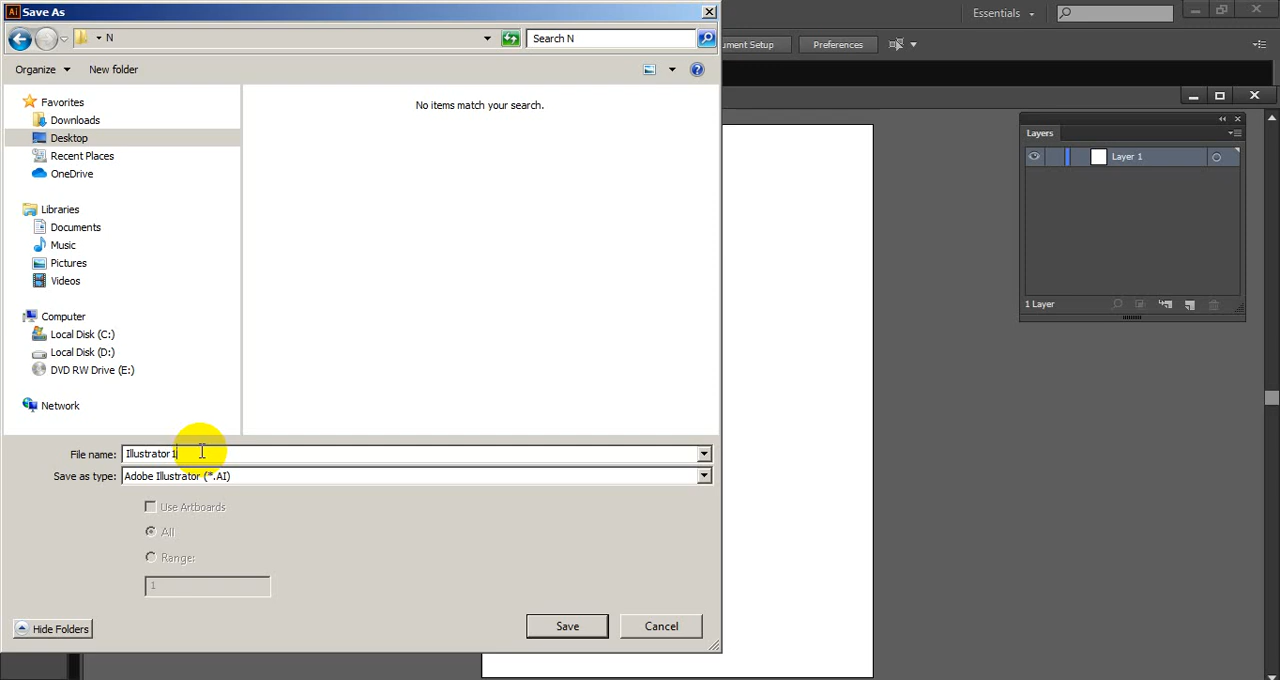 Ai Save As
N
Search N
Organize
New folder
Favorites
Downloads
Desktop
Recent Places
OneDrive
Libraries
Documents
Music
Pictures
Videos
Computer
Local Disk (C:)
Local Disk (D:)
DVD RW Drive (E:)
Network
No items match your search.
File name: Illustrator 1
Save as type: Adobe Illustrator (*.AI)
Use Artboards
All
Range:
1
Hide Folders
Save
Cancel
Essentials
ument Setup
Preferences
Layers
Layer 1
1 Layer